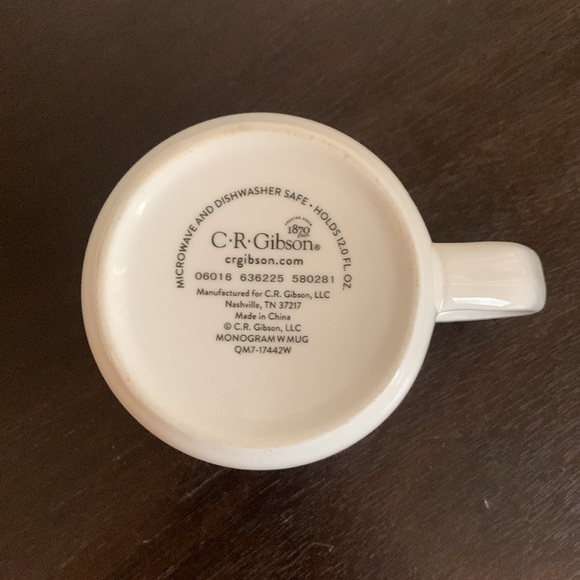 MICROWAVE AND DISHWASHER SAFE • HOLDS 12.0 FL. OZ.
1870
C•R•Gibson®
crgibson.com
06016 636225 580281
Manufactured for C.R. Gibson, LLC
Nashville, TN 37217
Made in China
© C.R. Gibson, LLC
MONOGRAM W MUG
QM7-17442W